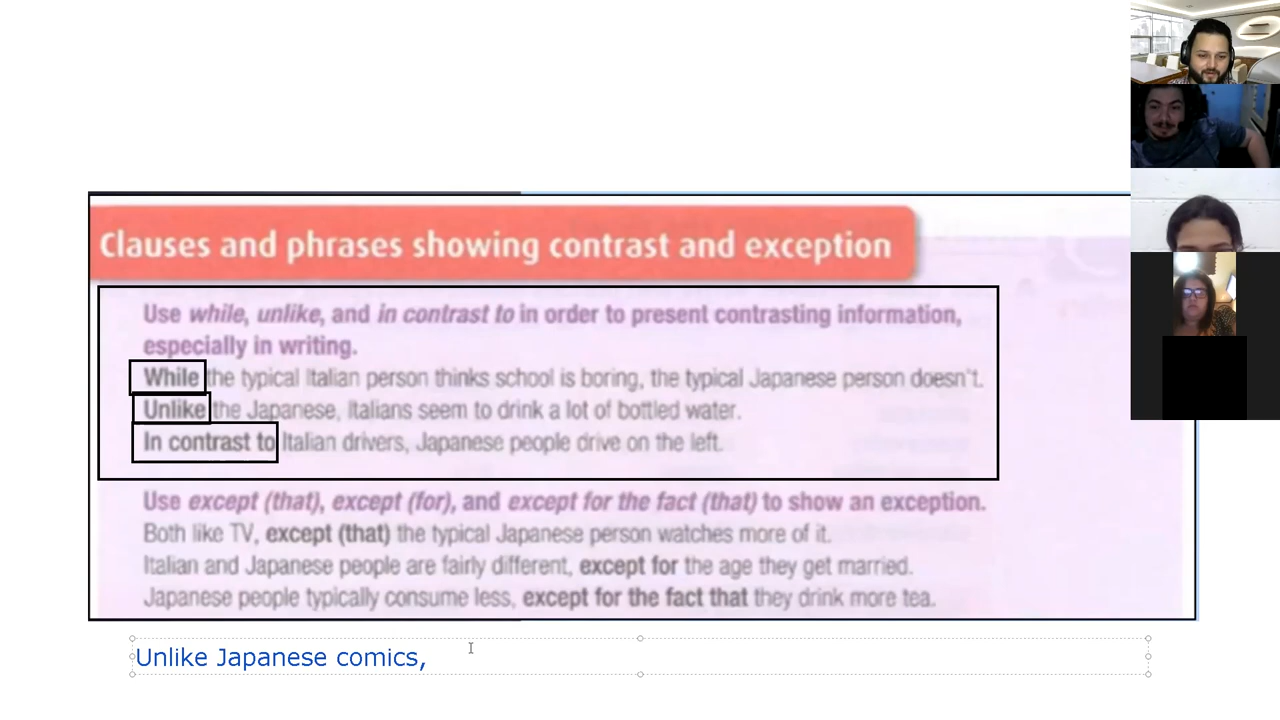 Clauses and phrases showing contrast and exception
Use while, unlike, and in contrast to in order to present contrasting information,
especially in writing.
While the typical Italian person thinks school is boring, the typical Japanese person doesn't.
Unlike the Japanese, Italians seem to drink a lot of bottled water.
In contrast to Italian drivers, Japanese people drive on the left.
Use except (that), except (for), and except for the fact (that) to show an exception.
Both like TV, except (that) the typical Japanese person watches more of it.
Italian and Japanese people are fairly different, except for the age they get married.
Japanese people typically consume less, except for the fact that they drink more tea.
Unlike Japanese comics,